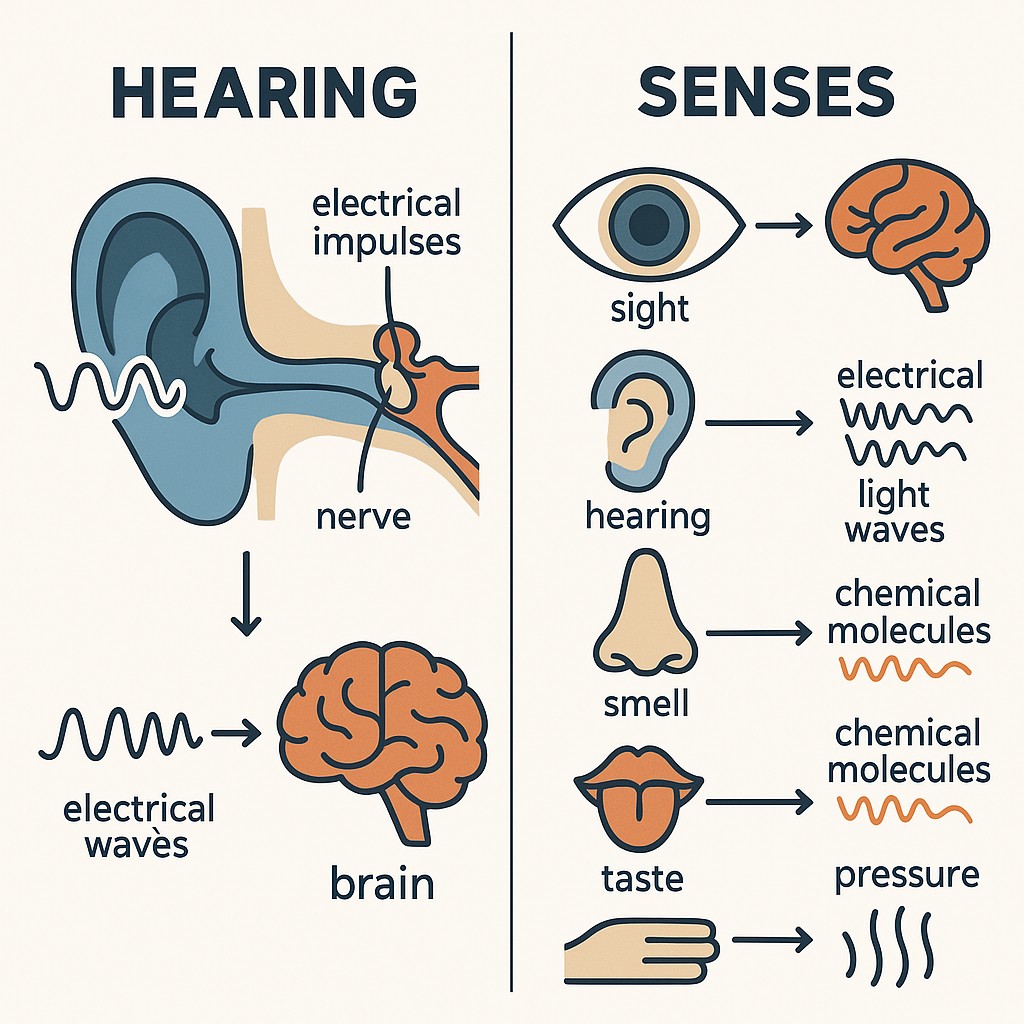 HEARING
electrical
impulses
nerve
electrical
wavès
brain
SENSES
sight
hearing
electrical
light
waves
smell
chemical
molecules
taste
chemical
molecules
pressure